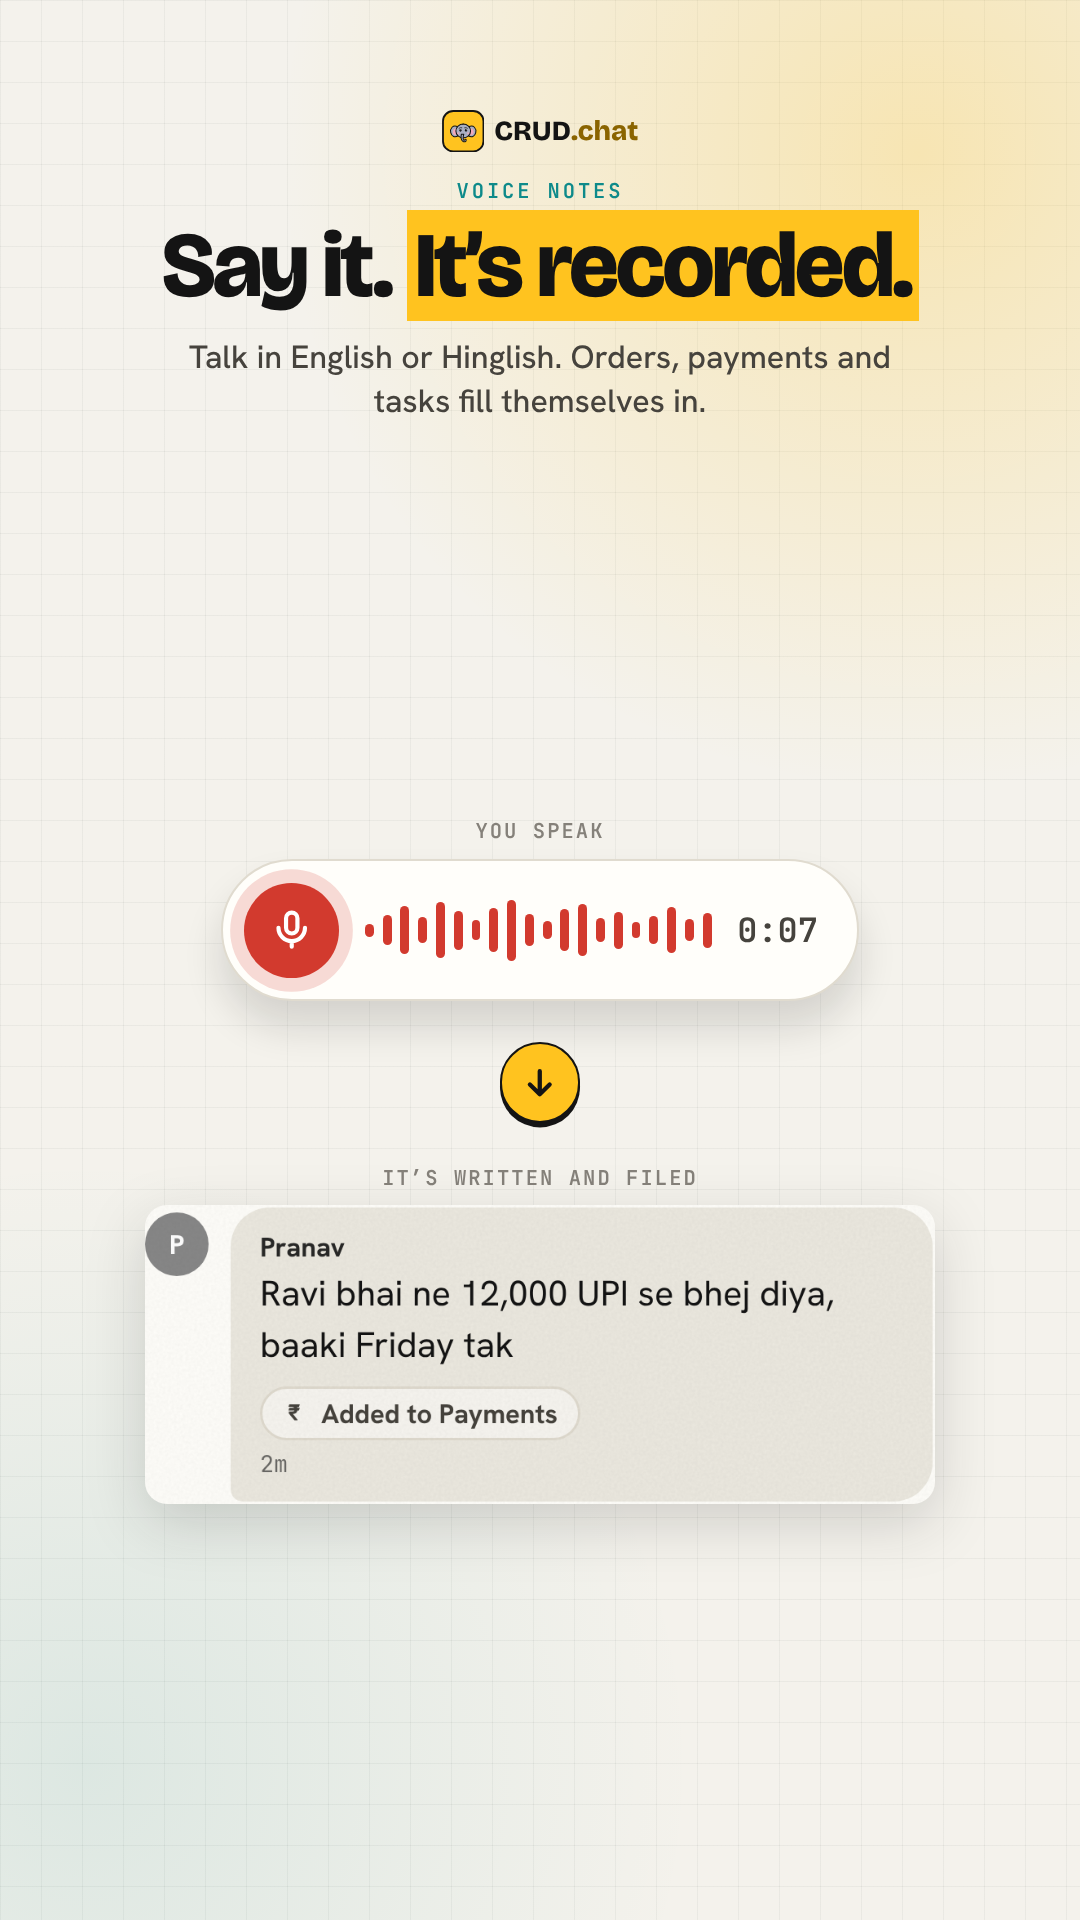 CRUD.chat
VOICE NOTES
Say it. It’s recorded.
Talk in English or Hinglish. Orders, payments and
tasks fill themselves in.
YOU SPEAK
0:07
IT’S WRITTEN AND FILED
P
Pranav
Ravi bhai ne 12,000 UPI se bhej diya,
baaki Friday tak
₹ Added to Payments
2m